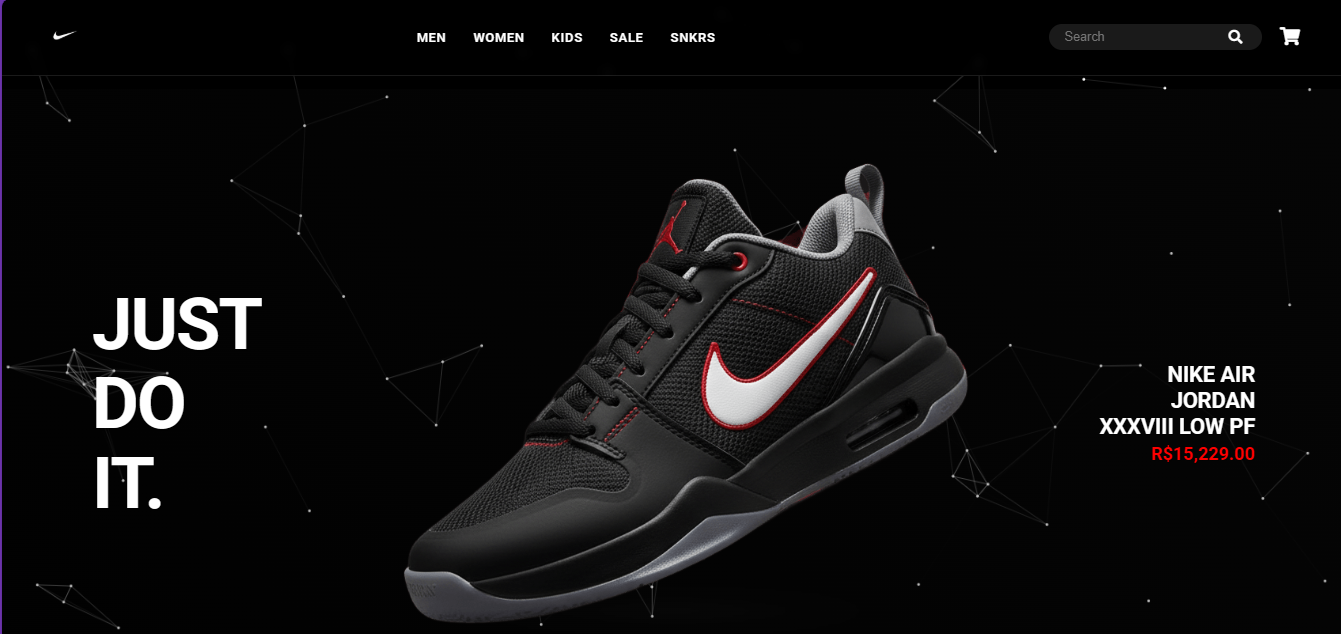 MEN WOMEN KIDS SALE SNKRS Search
JUST
DO
IT.
NIKE AIR
JORDAN
XXXVIII LOW PF
R$15,229.00